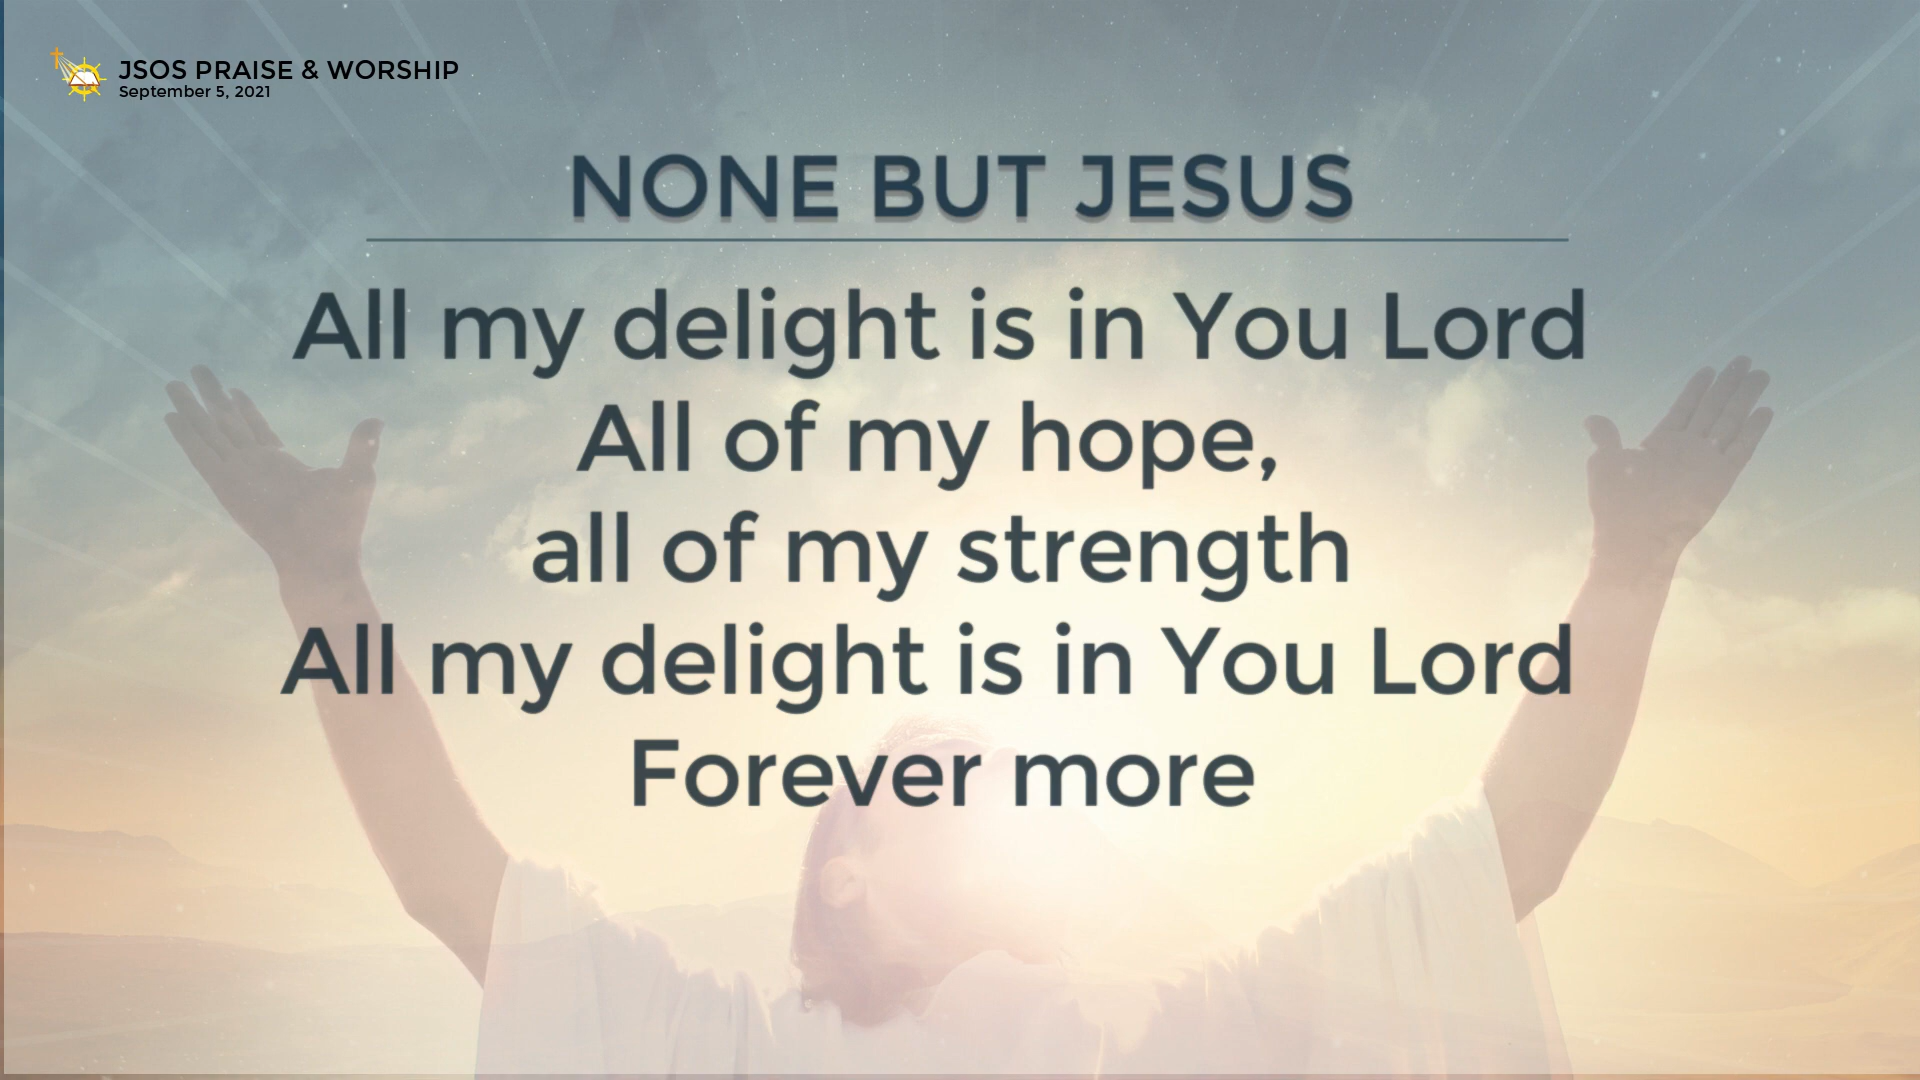 JSOS PRAISE & WORSHIP
September 5, 2021
NONE BUT JESUS
All my delight is in You Lord
All of my hope,
all of my strength
All my delight is in You Lord
Forever more